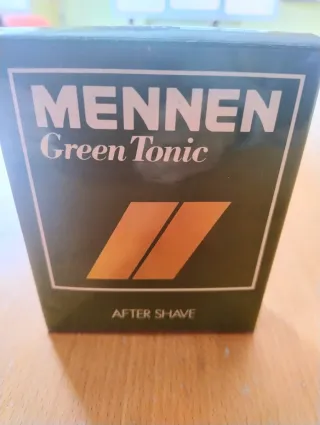 MENNEN
Green Tonic
AFTER SHAVE